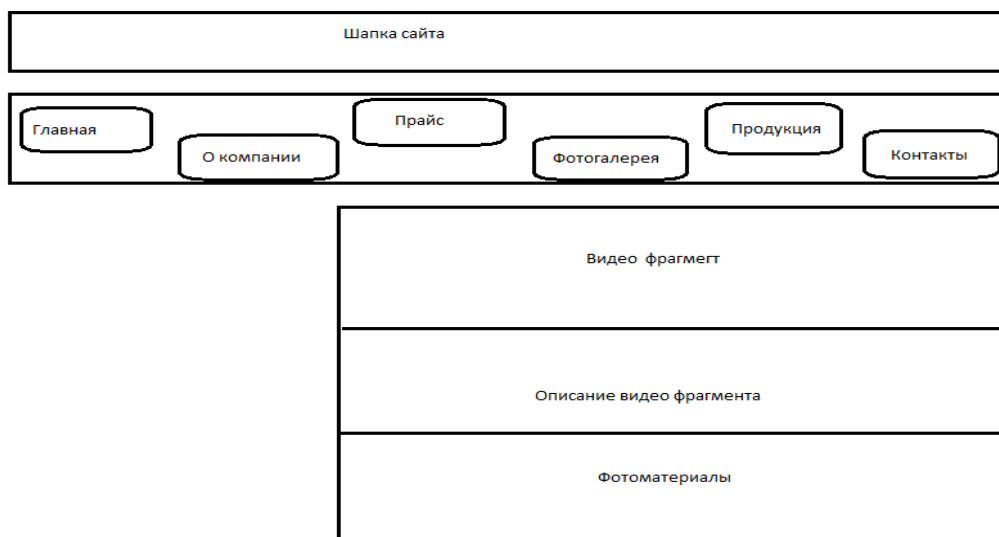 Шапка сайта
Главная
О компании
Прайс
Фотогалерея
Продукция
Контакты
Видео фрагмегт
Описание видео фрагмента
Фотоматериалы